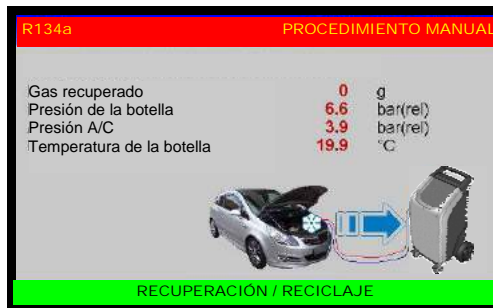 R134a PROCEDIMIENTO MANUAL
Gas recuperado 0 g
Presión de la botella 6.6 bar(rel)
Presión A/C 3.9 bar(rel)
Temperatura de la botella 19.9 °C
RECUPERACIÓN / RECICLAJE